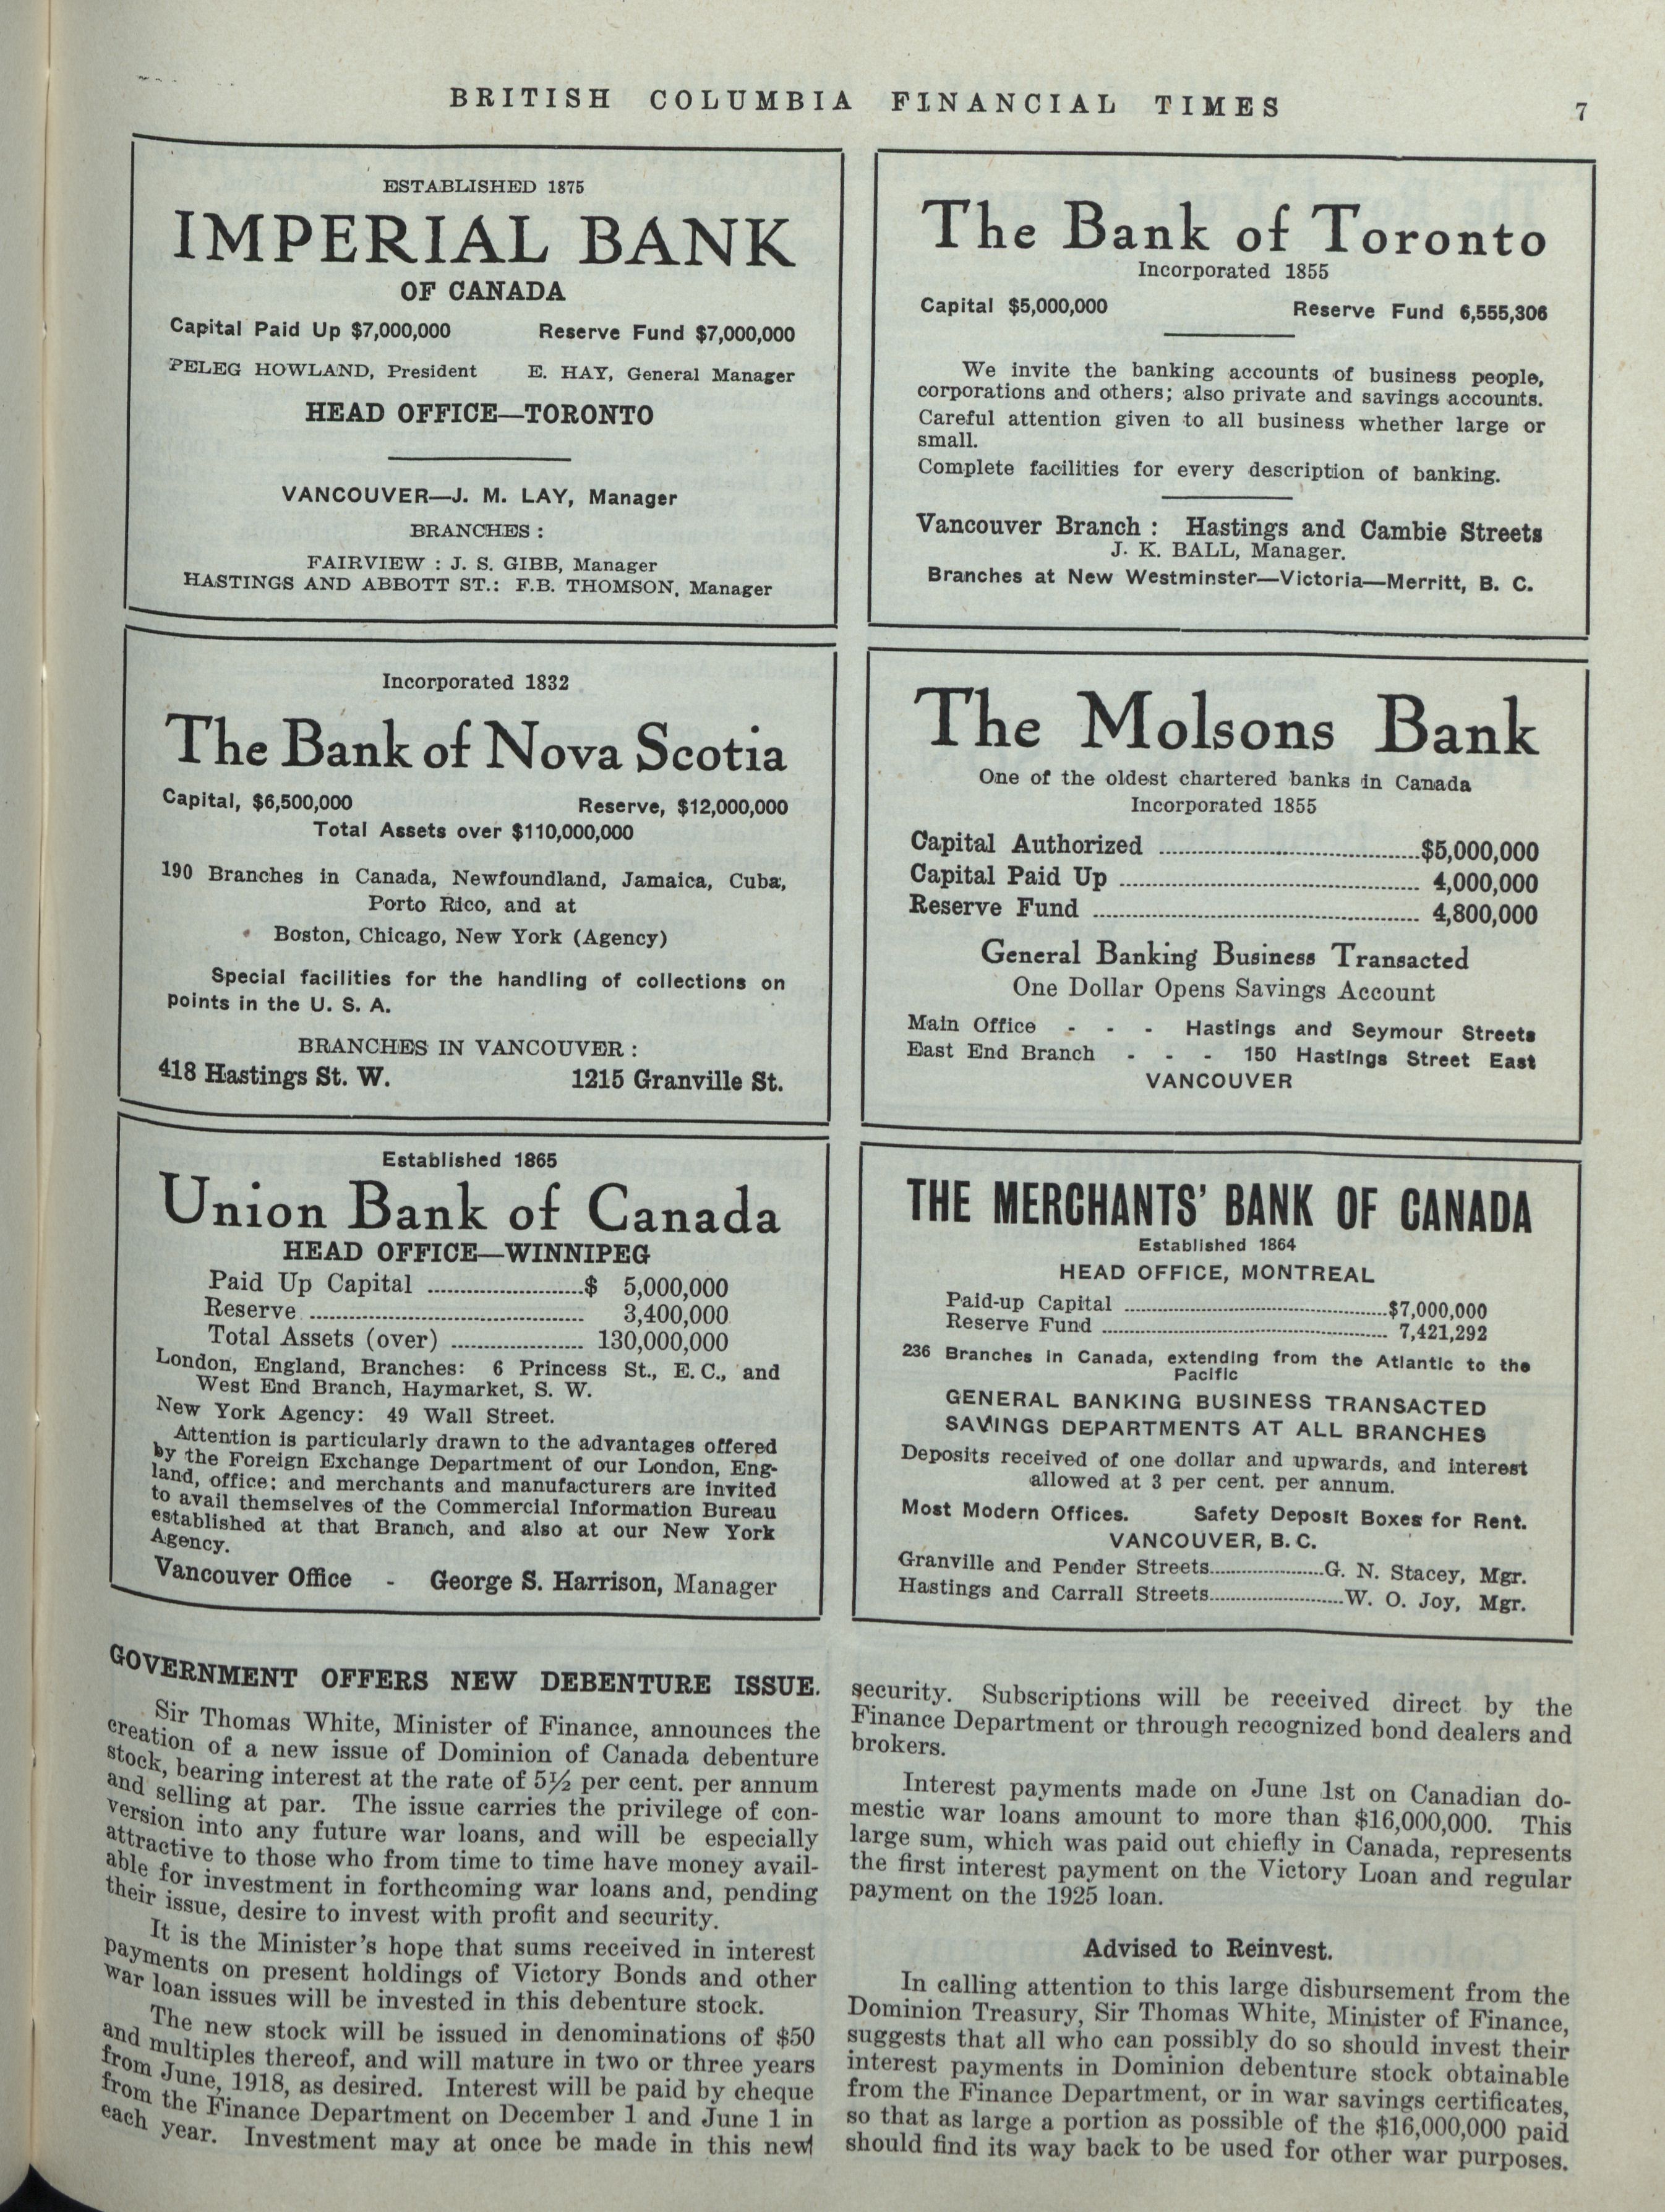 BRITISH COLUMBIA FINANCIAL TIMES 7
ESTABLISHED 1875
IMPERIAL BANK
OF CANADA
Capital Paid Up $7,000,000 Reserve Fund $7,000,000
PELEG HOWLAND, President E. HAY, General Manager
HEAD OFFICE—TORONTO
VANCOUVER—J. M. LAY, Manager
BRANCHES :
FAIRVIEW : J. S. GIBB, Manager
HASTINGS AND ABBOTT ST.: F.B. THOMSON, Manager
The Bank of Toronto
Incorporated 1855
Capital $5,000,000 Reserve Fund 6,555,306
We invite the banking accounts of business people,
corporations and others; also private and savings accounts.
Careful attention given to all business whether large or
small.
Complete facilities for every description of banking.
Vancouver Branch : Hastings and Cambie Streets
J. K. BALL, Manager.
Branches at New Westminster—Victoria—Merritt, B. C.
Incorporated 1832
The Bank of Nova Scotia
Capital, $6,500,000 Reserve, $12,000,000
Total Assets over $110,000,000
190 Branches in Canada, Newfoundland, Jamaica, Cuba,
Porto Rico, and at
Boston, Chicago, New York (Agency)
Special facilities for the handling of collections on
points in the U. S. A.
BRANCHES IN VANCOUVER :
418 Hastings St. W. 1215 Granville St.
The Molsons Bank
One of the oldest chartered banks in Canada
Incorporated 1855
Capital Authorized ........................................$5,000,000
Capital Paid Up .............................................. 4,000,000
Reserve Fund .................................................. 4,800,000
General Banking Business Transacted
One Dollar Opens Savings Account
Main Office - - - Hastings and Seymour Streets
East End Branch - - - 150 Hastings Street East
VANCOUVER
Established 1865
Union Bank of Canada
HEAD OFFICE—WINNIPEG
Paid Up Capital ..........................$ 5,000,000
Reserve ............................................. 3,400,000
Total Assets (over) ..................... 130,000,000
London, England, Branches: 6 Princess St., E. C., and
West End Branch, Haymarket, S. W.
New York Agency: 49 Wall Street.
Attention is particularly drawn to the advantages offered
by the Foreign Exchange Department of our London, Eng-
land, office: and merchants and manufacturers are invited
to avail themselves of the Commercial Information Bureau
established at that Branch, and also at our New York
Agency.
Vancouver Office - George S. Harrison, Manager
THE MERCHANTS' BANK OF CANADA
Established 1864
HEAD OFFICE, MONTREAL
Paid-up Capital ................................................$7,000,000
Reserve Fund .................................................... 7,421,292
236 Branches in Canada, extending from the Atlantic to the
Pacific
GENERAL BANKING BUSINESS TRANSACTED
SAVINGS DEPARTMENTS AT ALL BRANCHES
Deposits received of one dollar and upwards, and interest
allowed at 3 per cent. per annum.
Most Modern Offices. Safety Deposit Boxes for Rent.
VANCOUVER, B. C.
Granville and Pender Streets.....................G. N. Stacey, Mgr.
Hastings and Carrall Streets........................W. O. Joy, Mgr.
GOVERNMENT OFFERS NEW DEBENTURE ISSUE.
Sir Thomas White, Minister of Finance, announces the
creation of a new issue of Dominion of Canada debenture
stock, bearing interest at the rate of 5½ per cent. per annum
and selling at par. The issue carries the privilege of con-
version into any future war loans, and will be especially
attractive to those who from time to time have money avail-
able for investment in forthcoming war loans and, pending
their issue, desire to invest with profit and security.
It is the Minister's hope that sums received in interest
payments on present holdings of Victory Bonds and other
war loan issues will be invested in this debenture stock.
The new stock will be issued in denominations of $50
and multiples thereof, and will mature in two or three years
from June, 1918, as desired. Interest will be paid by cheque
from the Finance Department on December 1 and June 1 in
each year. Investment may at once be made in this new
security. Subscriptions will be received direct by the
Finance Department or through recognized bond dealers and
brokers.
Interest payments made on June 1st on Canadian do-
mestic war loans amount to more than $16,000,000. This
large sum, which was paid out chiefly in Canada, represents
the first interest payment on the Victory Loan and regular
payment on the 1925 loan.
Advised to Reinvest.
In calling attention to this large disbursement from the
Dominion Treasury, Sir Thomas White, Minister of Finance,
suggests that all who can possibly do so should invest their
interest payments in Dominion debenture stock obtainable
from the Finance Department, or in war savings certificates,
so that as large a portion as possible of the $16,000,000 paid
should find its way back to be used for other war purposes.